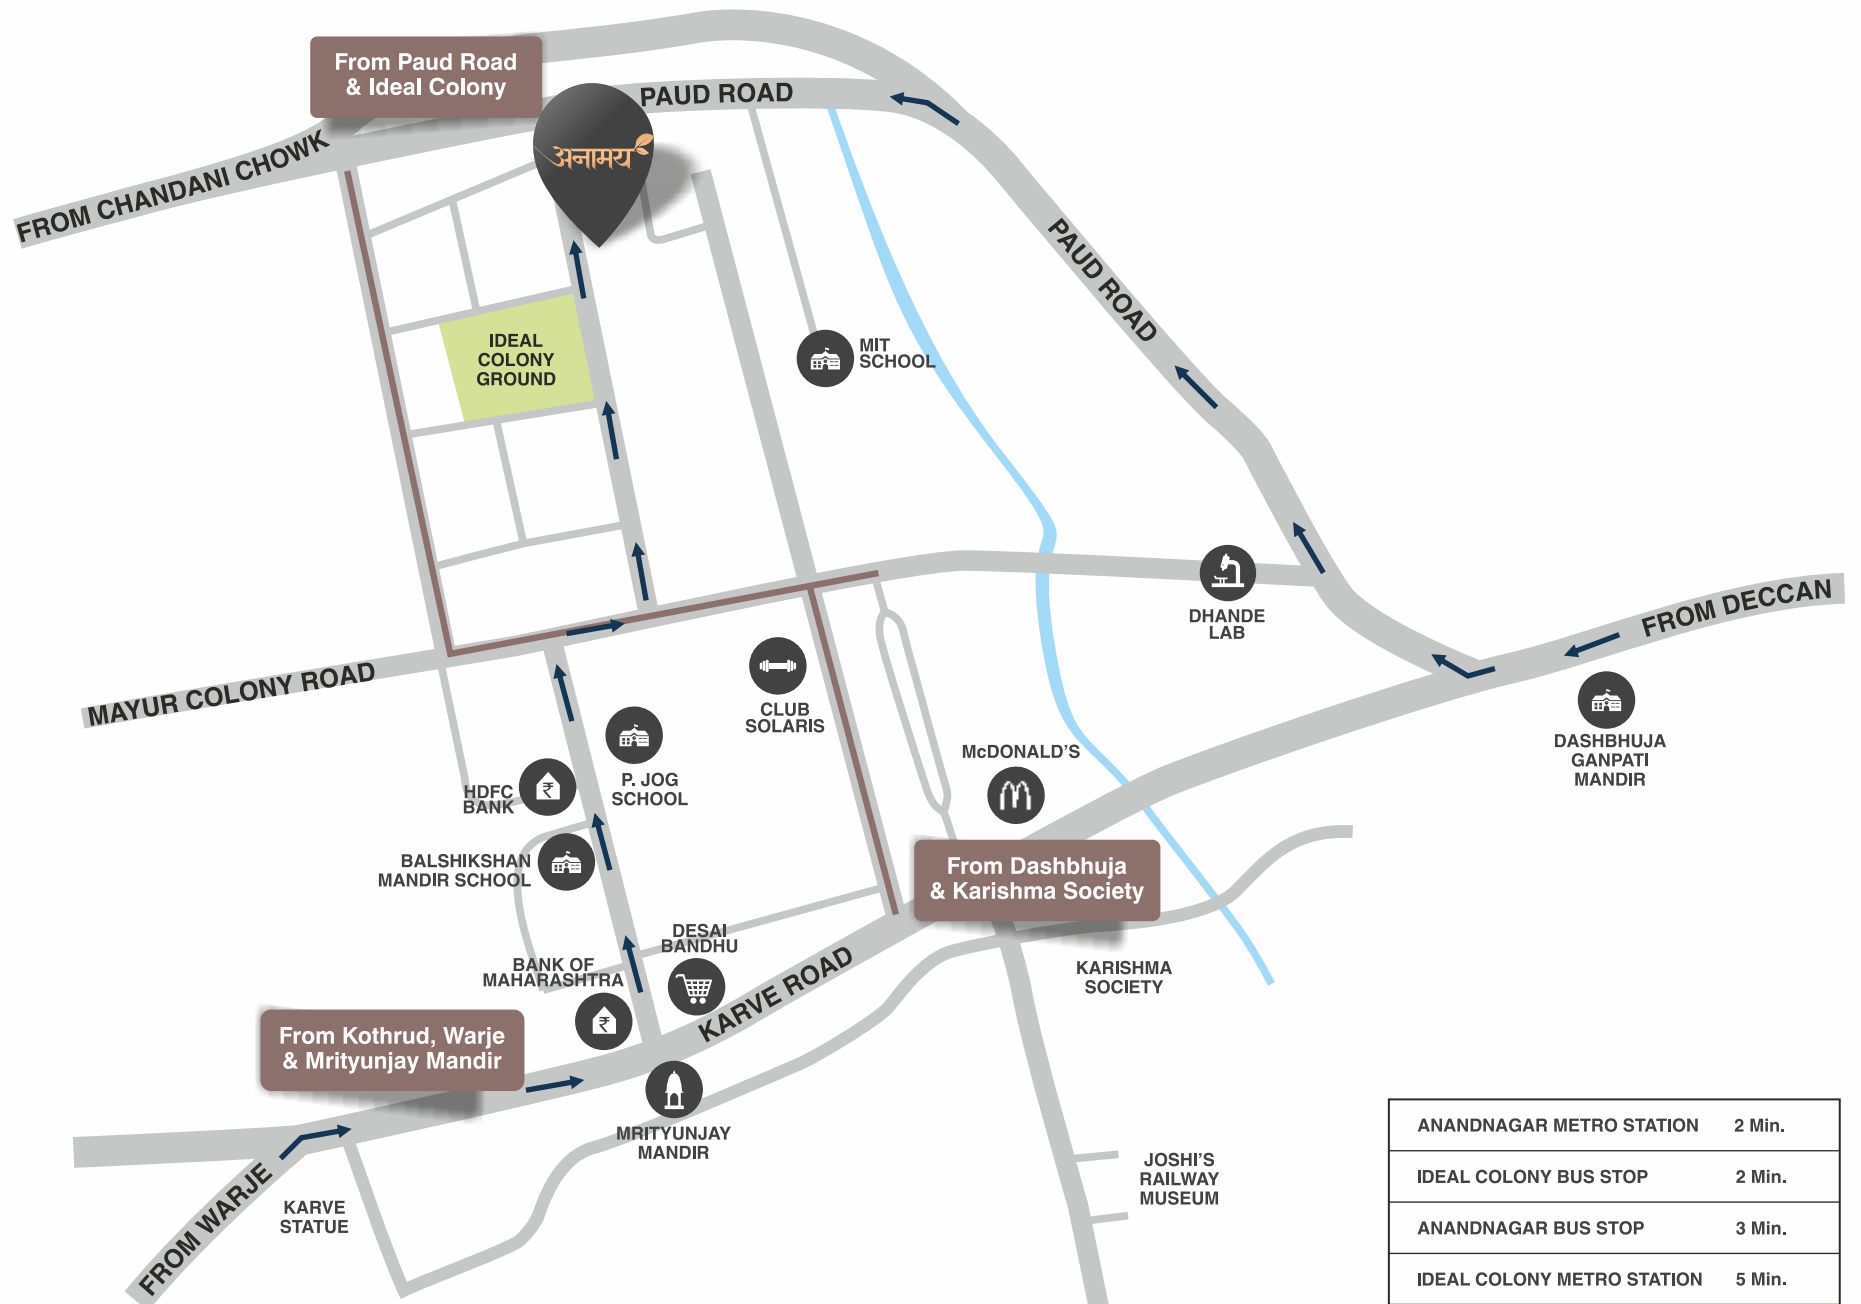 From Paud Road
& Ideal Colony
PAUD ROAD
FROM CHANDANI CHOWK
अनामय
PAUD ROAD
IDEAL
COLONY
GROUND
MIT
SCHOOL
DHANDE
LAB
FROM DECCAN
MAYUR COLONY ROAD
CLUB
SOLARIS
DASHBHUJA
GANPATI
MANDIR
McDONALD'S
P. JOG
SCHOOL
HDFC
BANK
₹
BALSHIKSHAN
MANDIR SCHOOL
From Dashbhuja
& Karishma Society
DESAI
BANDHU
KARVE ROAD
BANK OF
MAHARASHTRA
₹
KARISHMA
SOCIETY
From Kothrud, Warje
& Mrityunjay Mandir
MRITYUNJAY
MANDIR
FROM WARJE
KARVE
STATUE
JOSHI'S
RAILWAY
MUSEUM
ANANDNAGAR METRO STATION 2 Min.
IDEAL COLONY BUS STOP 2 Min.
ANANDNAGAR BUS STOP 3 Min.
IDEAL COLONY METRO STATION 5 Min.